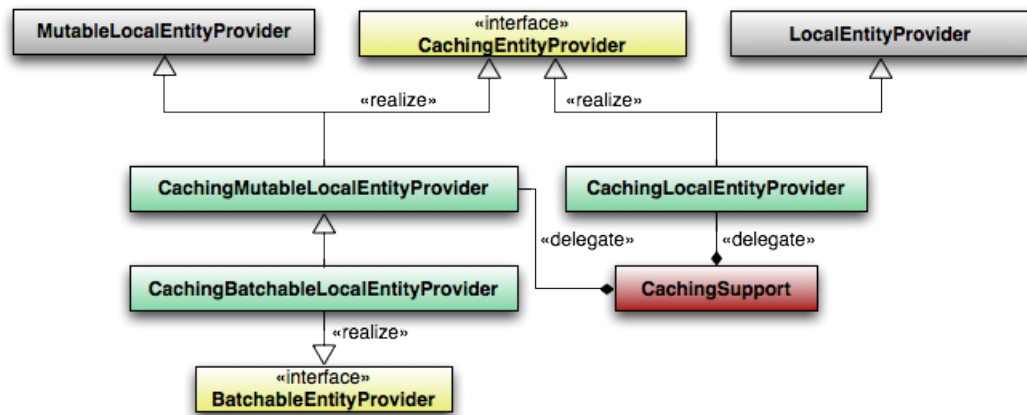 MutableLocalEntityProvider
«interface»
CachingEntityProvider
LocalEntityProvider
«realize»
«realize»
CachingMutableLocalEntityProvider
CachingLocalEntityProvider
«delegate»
«delegate»
CachingBatchableLocalEntityProvider
CachingSupport
«realize»
«interface»
BatchableEntityProvider